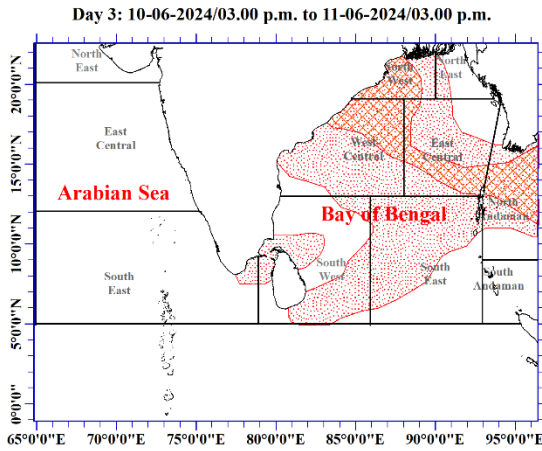 Day 3: 10-06-2024/03.00 p.m. to 11-06-2024/03.00 p.m.
North
East
North
West
North
East
20°0'0"N
East
Central
West
Central
East
Central
15°0'0"N
Arabian Sea
Bay of Bengal
North
Andaman
10°0'0"N
South
East
South
West
South
East
South
Andaman
5°0'0"N
0°0'0"
65°0'0"E 70°0'0"E 75°0'0"E 80°0'0"E 85°0'0"E 90°0'0"E 95°0'0"E